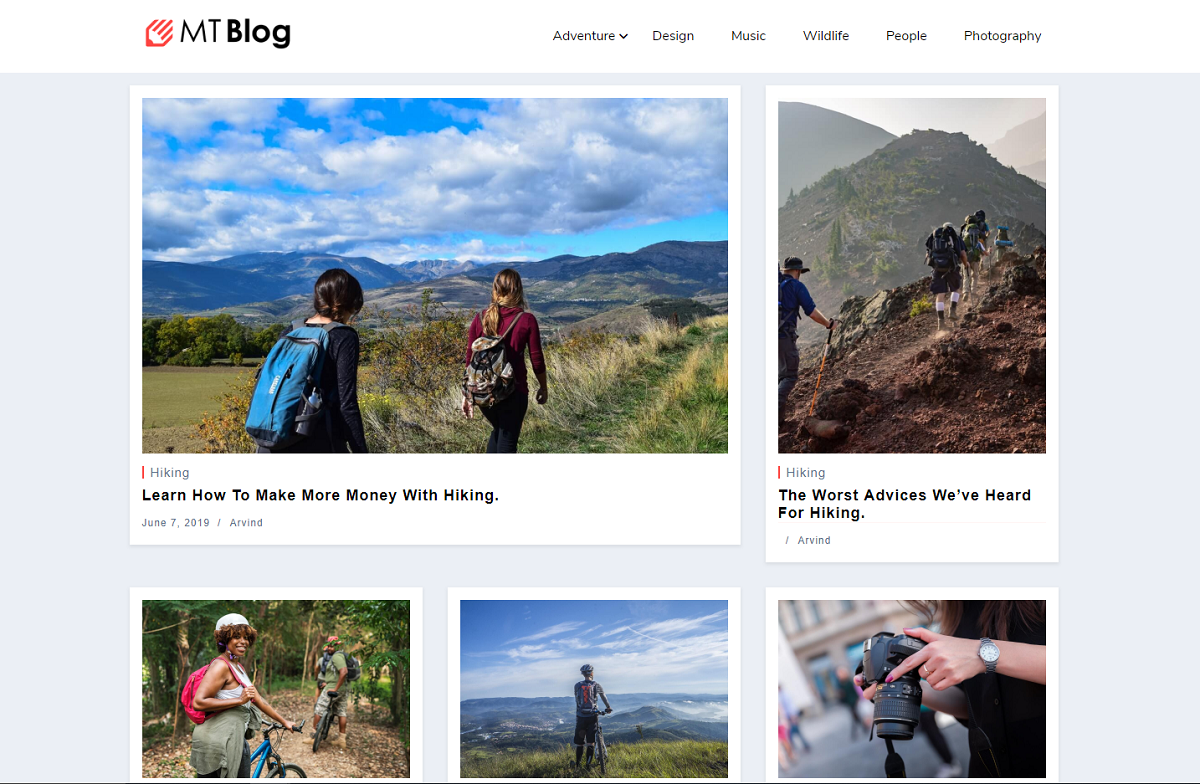 MT Blog
Adventure
Design
Music
Wildlife
People
Photography
Hiking
Learn How To Make More Money With Hiking.
June 7, 2019 / Arvind
Hiking
The Worst Advices We’ve Heard
For Hiking.
/ Arvind